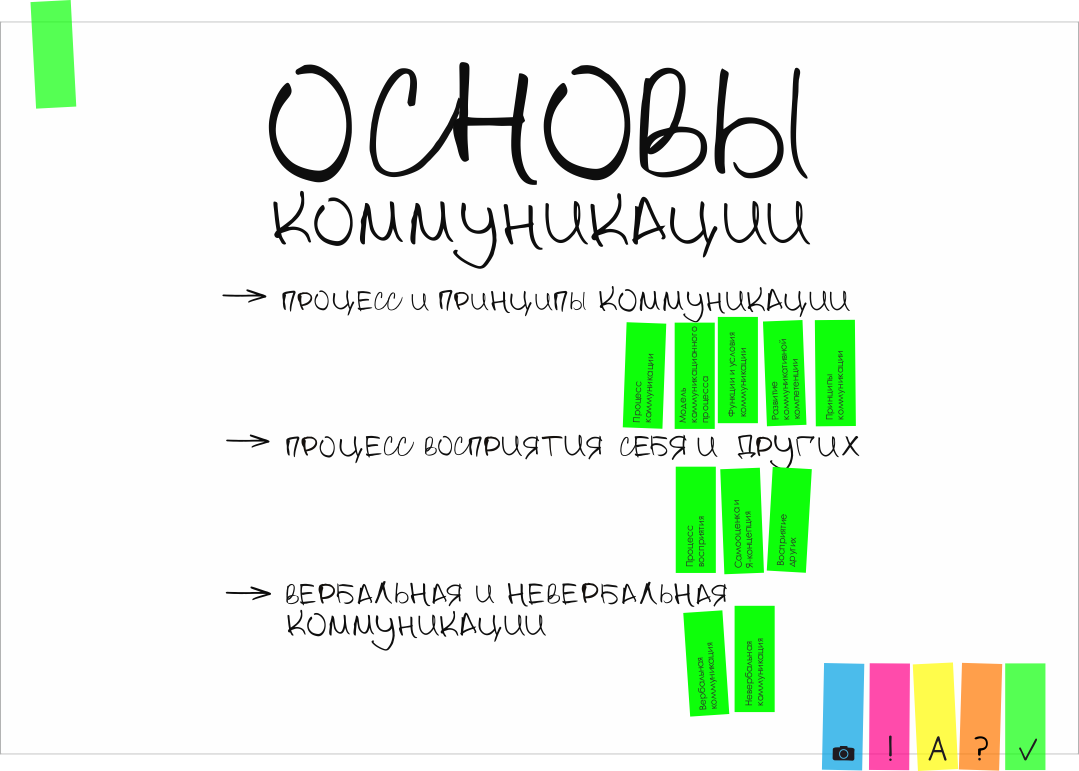 ОСНОВЫ
КОММУНИКАЦИИ
ПРОЦЕСС И ПРИНЦИПЫ КОММУНИКАЦИИ
Процесс
коммуникации
Модель
коммуникационного
процесса
Функции и условия
коммуникации
Развитие
коммуникативной
компетенции
Принципы
коммуникации
ПРОЦЕСС ВОСПРИЯТИЯ СЕБЯ И ДРУГИХ
Процесс
восприятия
Самооценка и
Я-концепция
Восприятие
других
ВЕРБАЛЬНАЯ И НЕВЕРБАЛЬНАЯ
КОММУНИКАЦИИ
Вербальная
коммуникация
Невербальная
коммуникация
! А ? ✓